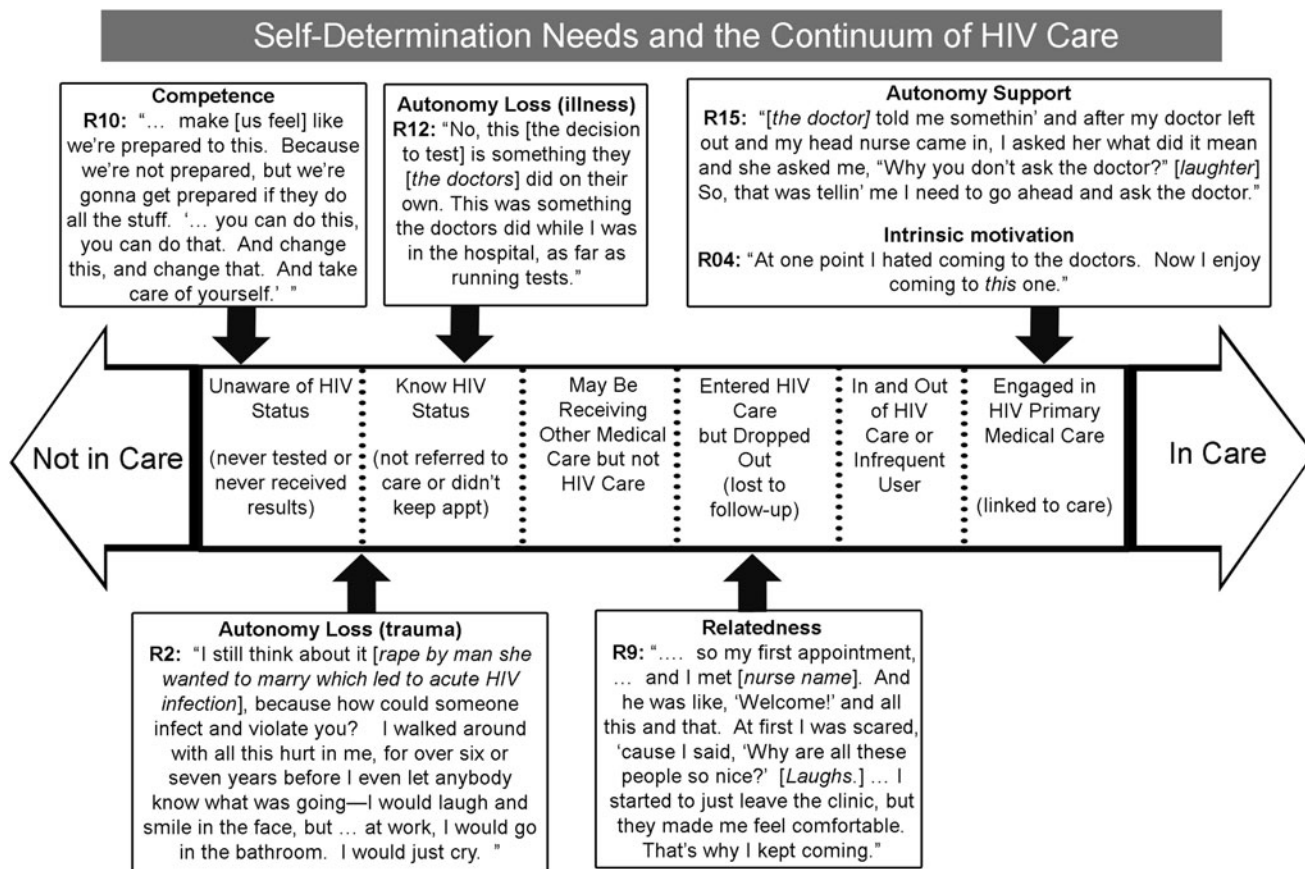 Self-Determination Needs and the Continuum of HIV Care
Competence
R10: “… make [us feel] like
we’re prepared to this. Because
we’re not prepared, but we’re
gonna get prepared if they do
all the stuff. ‘… you can do this,
you can do that. And change
this, and change that. And take
care of yourself.’ ”
Autonomy Loss (illness)
R12: “No, this [the decision
to test] is something they
[the doctors] did on their
own. This was something
the doctors did while I was
in the hospital, as far as
running tests.”
Autonomy Support
R15: “[the doctor] told me somethin’ and after my doctor left
out and my head nurse came in, I asked her what did it mean
and she asked me, “Why you don’t ask the doctor?” [laughter]
So, that was tellin’ me I need to go ahead and ask the doctor.”
Intrinsic motivation
R04: “At one point I hated coming to the doctors. Now I enjoy
coming to this one.”
Not in Care
Unaware of HIV
Status
(never tested or
never received
results)
Know HIV
Status
(not referred to
care or didn’t
keep appt)
May Be
Receiving
Other Medical
Care but not
HIV Care
Entered HIV
Care
but Dropped
Out
(lost to
follow-up)
In and Out
of HIV
Care or
Infrequent
User
Engaged in
HIV Primary
Medical Care
(linked to care)
In Care
Autonomy Loss (trauma)
R2: “I still think about it [rape by man she
wanted to marry which led to acute HIV
infection], because how could someone
infect and violate you? I walked around
with all this hurt in me, for over six or
seven years before I even let anybody
know what was going—I would laugh and
smile in the face, but … at work, I would go
in the bathroom. I would just cry. ”
Relatedness
R9: “…. so my first appointment,
… and I met [nurse name]. And
he was like, ‘Welcome!’ and all
this and that. At first I was scared,
‘cause I said, ‘Why are all these
people so nice?’ [Laughs.] … I
started to just leave the clinic, but
they made me feel comfortable.
That’s why I kept coming.”